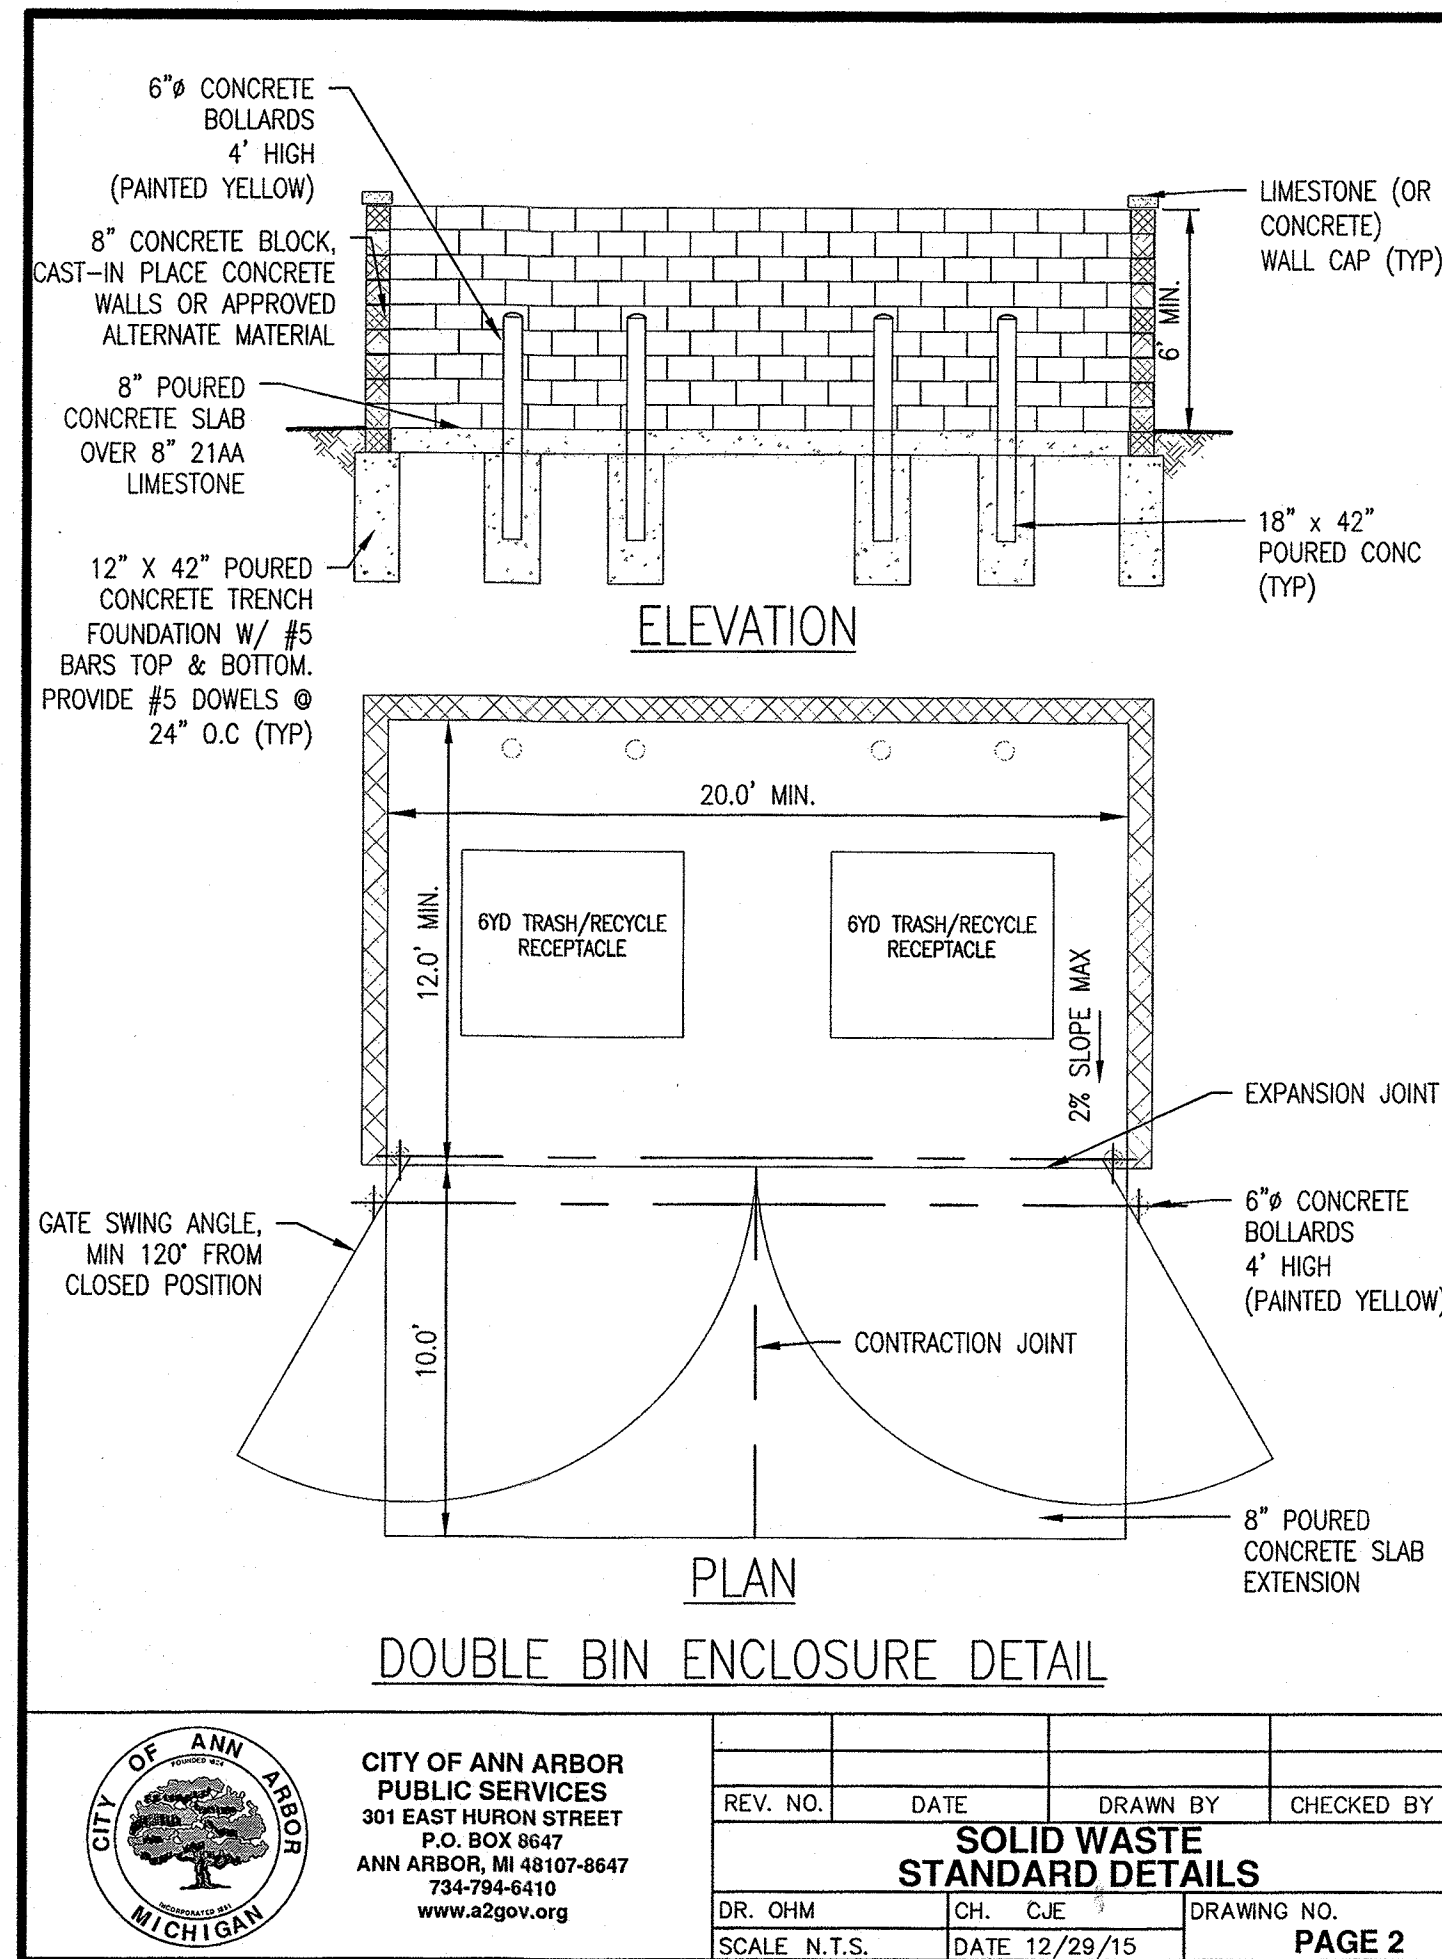 6"ø CONCRETE
BOLLARDS
4' HIGH
(PAINTED YELLOW)
8" CONCRETE BLOCK,
CAST-IN PLACE CONCRETE
WALLS OR APPROVED
ALTERNATE MATERIAL
8" POURED
CONCRETE SLAB
OVER 8" 21AA
LIMESTONE
12" X 42" POURED
CONCRETE TRENCH
FOUNDATION W/ #5
BARS TOP & BOTTOM.
PROVIDE #5 DOWELS @
24" O.C (TYP)
LIMESTONE (OR
CONCRETE)
WALL CAP (TYP)
6' MIN.
18" x 42"
POURED CONC
(TYP)
ELEVATION
20.0' MIN.
12.0' MIN.
6YD TRASH/RECYCLE
RECEPTACLE
6YD TRASH/RECYCLE
RECEPTACLE
2% SLOPE MAX
EXPANSION JOINT
GATE SWING ANGLE,
MIN 120° FROM
CLOSED POSITION
6"ø CONCRETE
BOLLARDS
4' HIGH
(PAINTED YELLOW)
10.0'
CONTRACTION JOINT
8" POURED
CONCRETE SLAB
EXTENSION
PLAN
DOUBLE BIN ENCLOSURE DETAIL
CITY OF ANN ARBOR
FOUNDED 1824
INCORPORATED 1851
MICHIGAN
CITY OF ANN ARBOR
PUBLIC SERVICES
301 EAST HURON STREET
P.O. BOX 8647
ANN ARBOR, MI 48107-8647
734-794-6410
www.a2gov.org
REV. NO. DATE DRAWN BY CHECKED BY
SOLID WASTE
STANDARD DETAILS
DR. OHM CH. CJE DRAWING NO.
SCALE N.T.S. DATE 12/29/15 PAGE 2